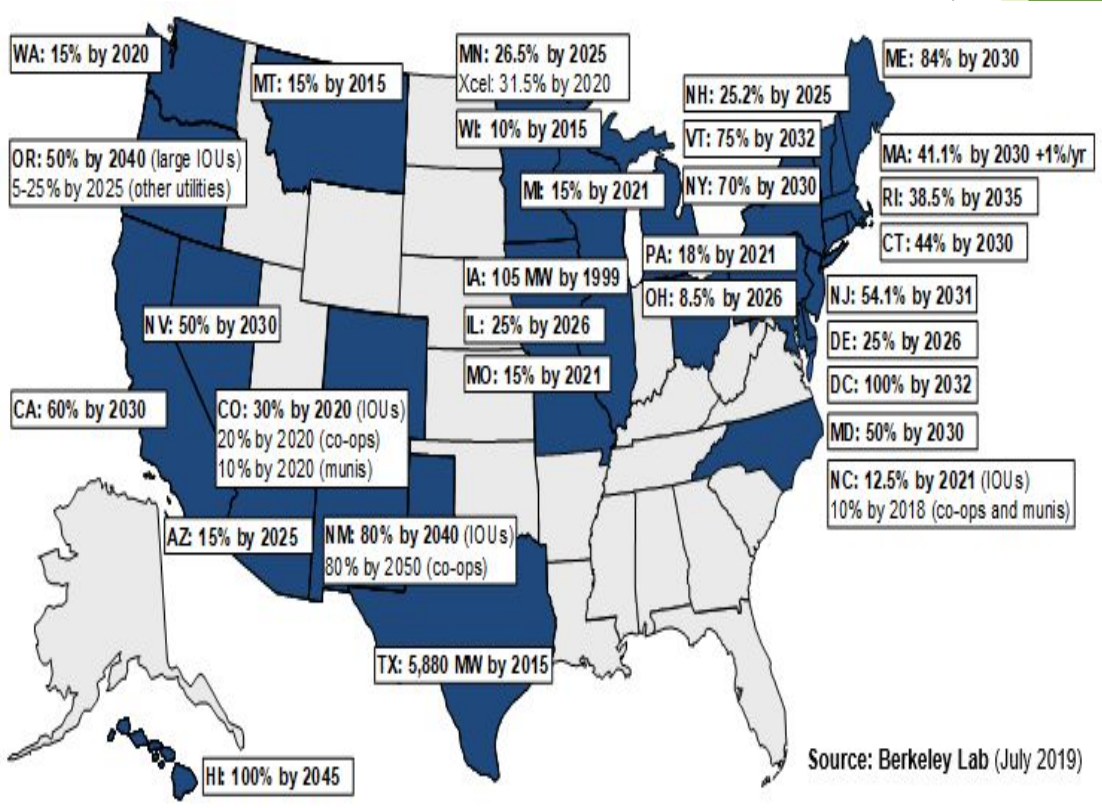 WA: 15% by 2020
MT: 15% by 2015
MN: 26.5% by 2025
Xcel: 31.5% by 2020
ME: 84% by 2030
NH: 25.2% by 2025
WI: 10% by 2015
VT: 75% by 2032
OR: 50% by 2040 (large IOUs)
5-25% by 2025 (other utilities)
MA: 41.1% by 2030 +1%/yr
MI: 15% by 2021
NY: 70% by 2030
RI: 38.5% by 2035
CT: 44% by 2030
PA: 18% by 2021
IA: 105 MW by 1999
OH: 8.5% by 2026
NJ: 54.1% by 2031
NV: 50% by 2030
IL: 25% by 2026
DE: 25% by 2026
MO: 15% by 2021
DC: 100% by 2032
CA: 60% by 2030
CO: 30% by 2020 (IOUs)
20% by 2020 (co-ops)
10% by 2020 (munis)
MD: 50% by 2030
NC: 12.5% by 2021 (IOUs)
10% by 2018 (co-ops and munis)
AZ: 15% by 2025
NM: 80% by 2040 (IOUs)
80% by 2050 (co-ops)
TX: 5,880 MW by 2015
HI: 100% by 2045
Source: Berkeley Lab (July 2019)